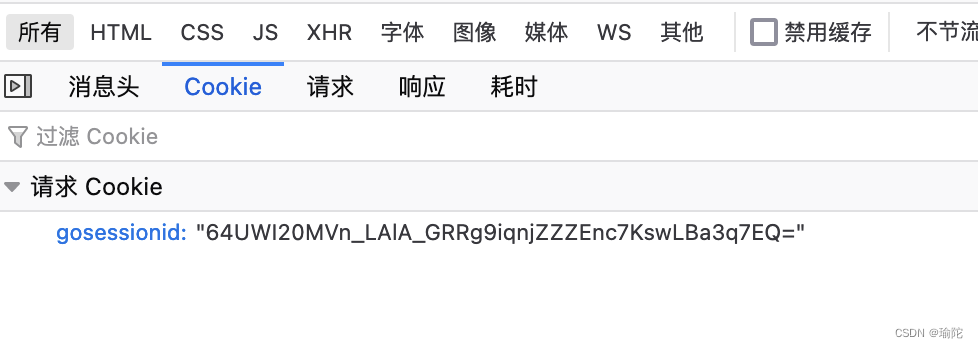 所有 HTML CSS JS XHR 字体 图像 媒体 WS 其他 禁用缓存 不节流
消息头 Cookie 请求 响应 耗时
过滤 Cookie
请求 Cookie
gosessionid: "64UWI20MVn_LAlA_GRRg9iqnjZZZEnc7KswLBa3q7EQ="
CSDN @瑜陀